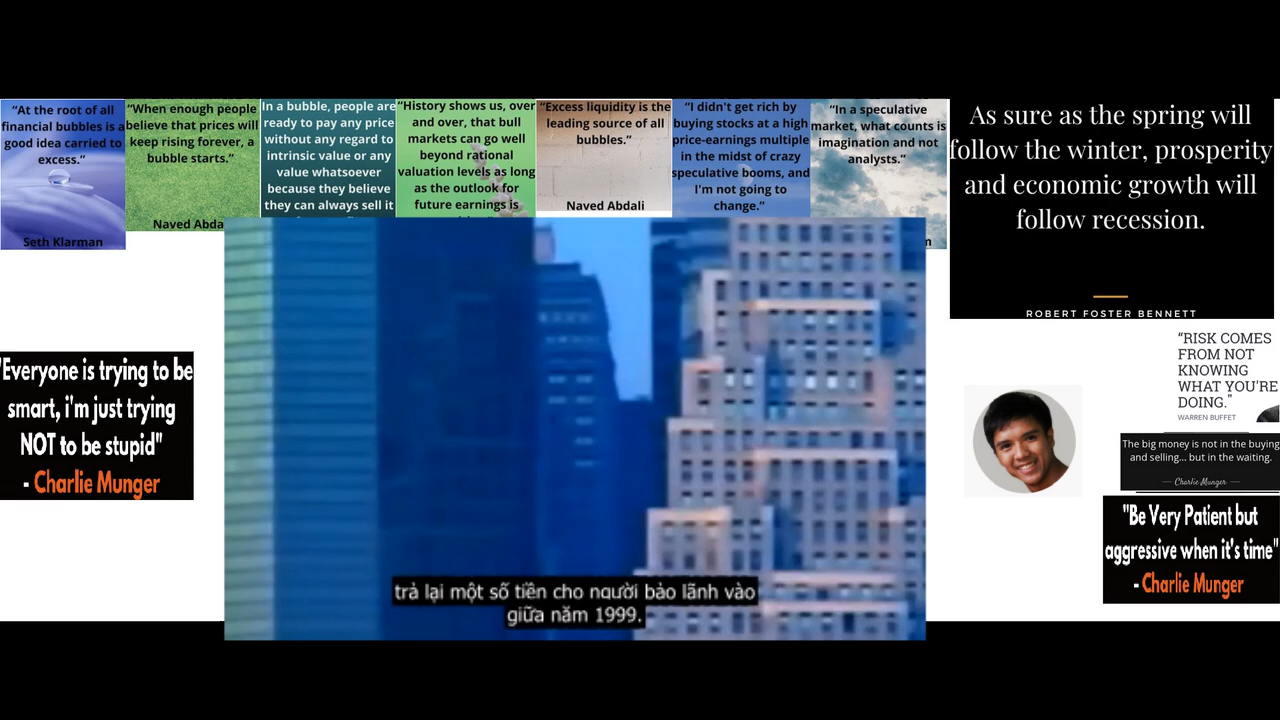 “At the root of all
financial bubbles is a
good idea carried to
excess.”
Seth Klarman
“When enough people
believe that prices will
keep rising forever, a
bubble starts.”
Naved Abda
In a bubble, people are
ready to pay any price
without any regard to
intrinsic value or any
value whatsoever
because they believe
they can always sell it
“History shows us, over
and over, that bull
markets can go well
beyond rational
valuation levels as long
as the outlook for
future earnings is
“Excess liquidity is the
leading source of all
bubbles.”
Naved Abdali
“I didn't get rich by
buying stocks at a high
price-earnings multiple
in the midst of crazy
speculative booms, and
I'm not going to
change.”
“In a speculative
market, what counts is
imagination and not
analysts.”
m
As sure as the spring will
follow the winter, prosperity
and economic growth will
follow recession.
ROBERT FOSTER BENNETT
"Everyone is trying to be
smart, i'm just trying
NOT to be stupid"
- Charlie Munger
“RISK COMES
FROM NOT
KNOWING
WHAT YOU'RE
DOING."
WARREN BUFFET
The big money is not in the buying
and selling... but in the waiting.
Charlie Munger
"Be Very Patient but
aggressive when it's time"
- Charlie Munger
trả lại một số tiền cho người bảo lãnh vào
giữa năm 1999.